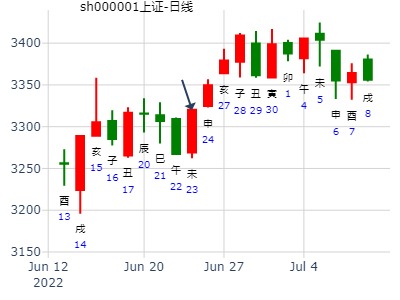 sh000001上证-日线
3400
3350
3300
3250
3200
3150
酉
13
戌
14
亥
15
子
16
丑
17
辰
20
巳
21
午
22
未
23
申
24
亥
27
子
28
丑
29
寅
30
卯
1
午
4
未
5
申
6
酉
7
戌
8
Jun 12
2022
Jun 20
Jun 27
Jul 4